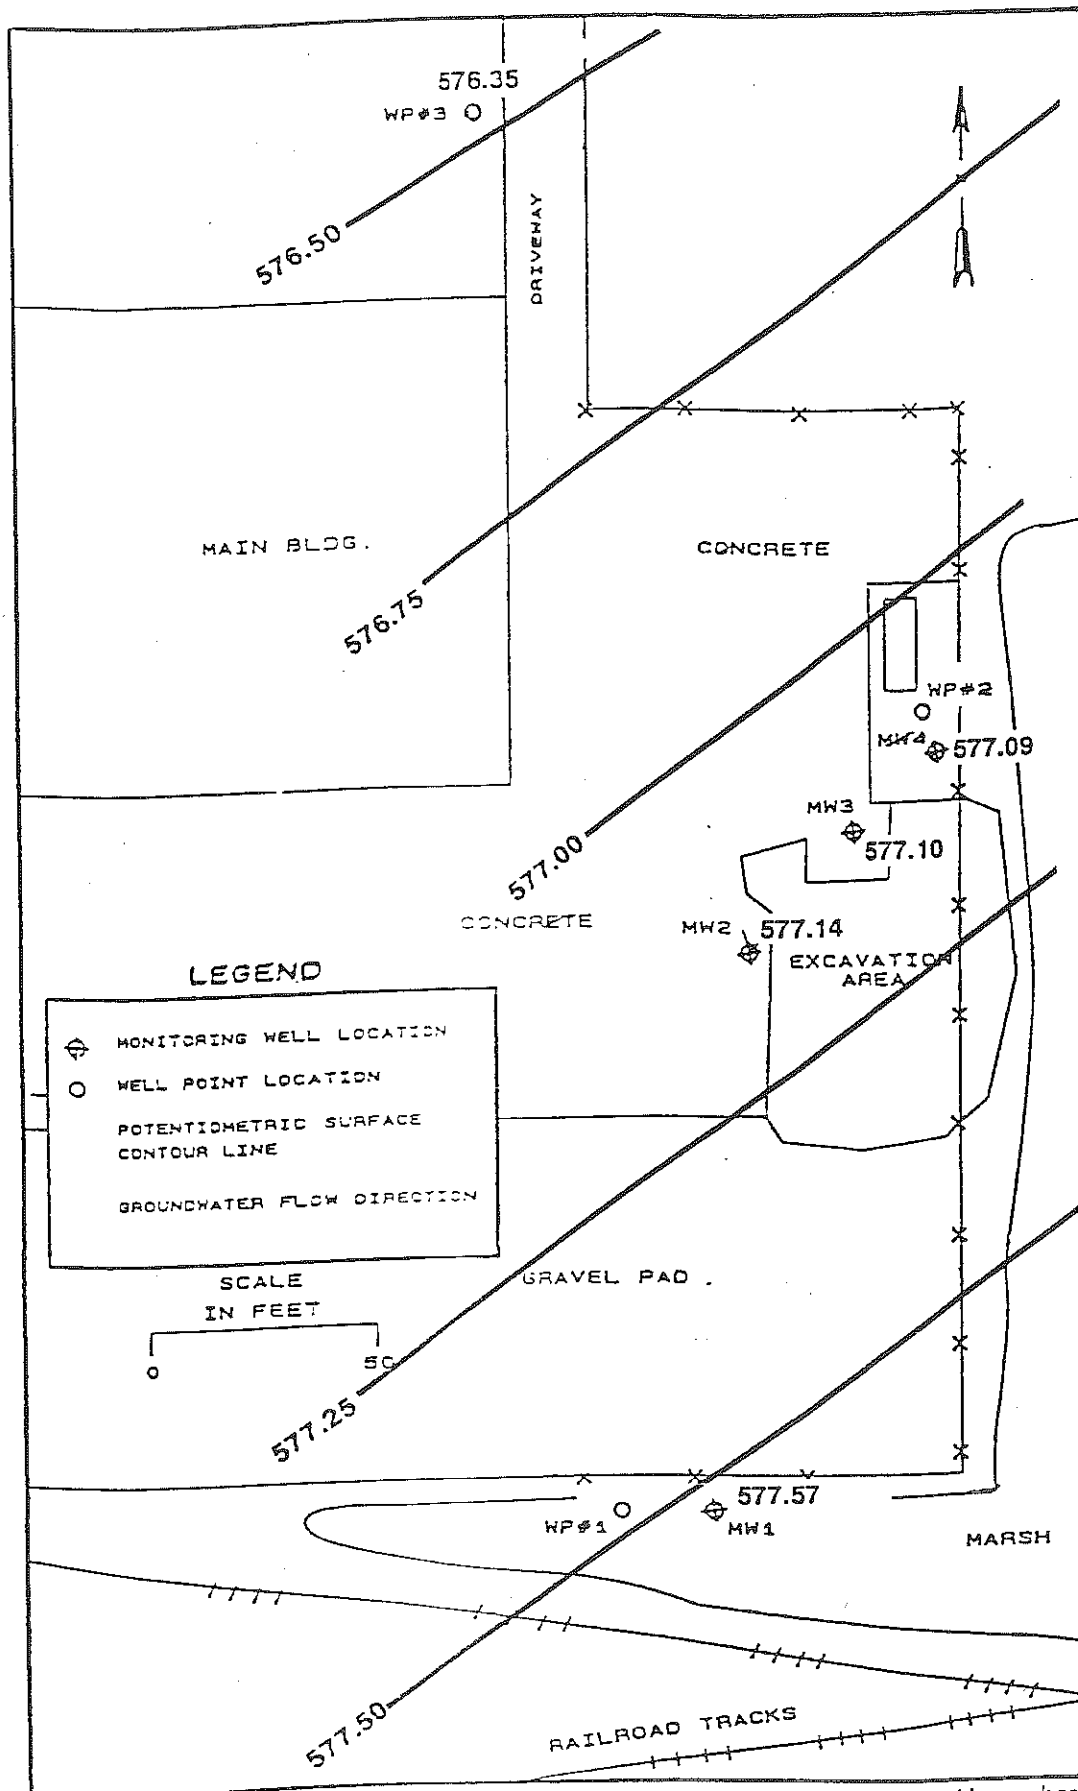 576.35
WP#3
DRIVEWAY
576.50
MAIN BLDG.
CONCRETE
576.75
WP#2
MW4
577.09
MW3
577.10
577.00
CONCRETE
MW2
577.14
EXCAVATION
AREA
LEGEND
MONITORING WELL LOCATION
WELL POINT LOCATION
POTENTIOMETRIC SURFACE
CONTOUR LINE
GROUNDWATER FLOW DIRECTION
SCALE
IN FEET
0
50
GRAVEL PAD
577.25
577.57
WP#1
MW1
MARSH
577.50
RAILROAD TRACKS